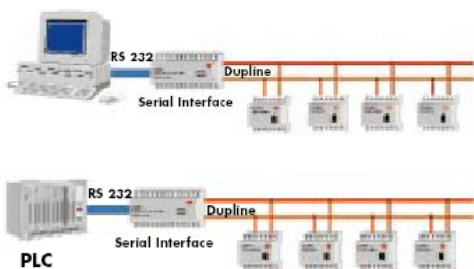 RS 232
Dupline
Serial Interface
RS 232
Dupline
Serial Interface
PLC